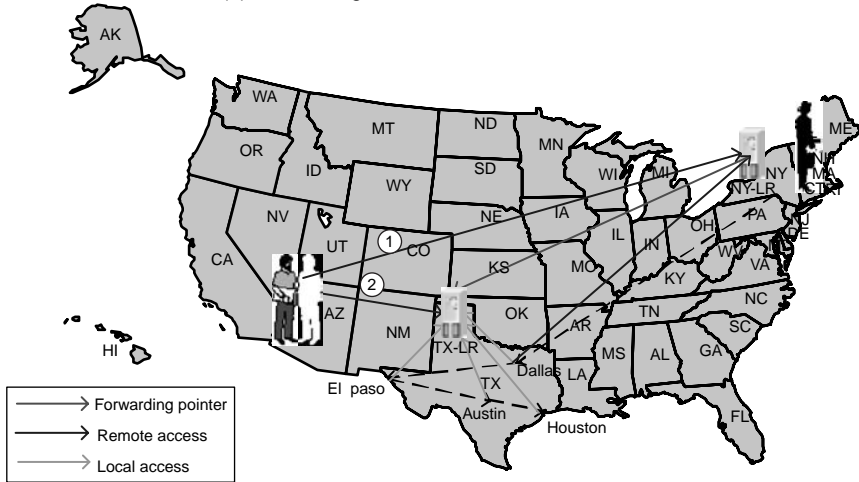 AK
WA
ME
MT
ND
MN
OR
NH
ID
WI
MI
NY
MA
SD
NY-LR
CTRI
WY
PA
IA
NJ
NE
NV
OH
DE
IL
IN
1
UT
CO
WV
CA
VA
KS
MO
KY
2
NC
TN
AZ
OK
AR
NM
SC
TX-LR
HI
MS
AL
GA
Dallas
LA
El paso
TX
Forwarding pointer
Austin
FL
Houston
Remote access
Local access